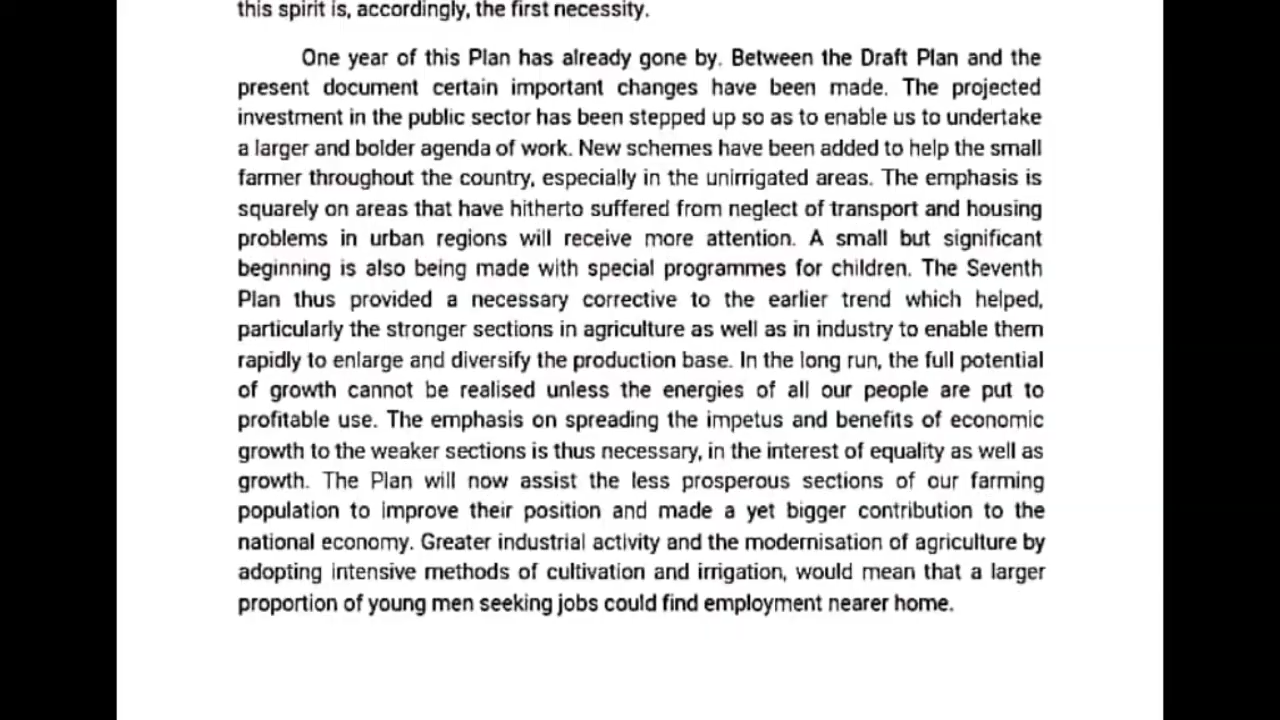 this spirit is, accordingly, the first necessity.
One year of this Plan has already gone by. Between the Draft Plan and the
present document certain important changes have been made. The projected
investment in the public sector has been stepped up so as to enable us to undertake
a larger and bolder agenda of work. New schemes have been added to help the small
farmer throughout the country, especially in the unirrigated areas. The emphasis is
squarely on areas that have hitherto suffered from neglect of transport and housing
problems in urban regions will receive more attention. A small but significant
beginning is also being made with special programmes for children. The Seventh
Plan thus provided a necessary corrective to the earlier trend which helped,
particularly the stronger sections in agriculture as well as in industry to enable them
rapidly to enlarge and diversify the production base. In the long run, the full potential
of growth cannot be realised unless the energies of all our people are put to
profitable use. The emphasis on spreading the impetus and benefits of economic
growth to the weaker sections is thus necessary, in the interest of equality as well as
growth. The Plan will now assist the less prosperous sections of our farming
population to improve their position and made a yet bigger contribution to the
national economy. Greater industrial activity and the modernisation of agriculture by
adopting intensive methods of cultivation and irrigation, would mean that a larger
proportion of young men seeking jobs could find employment nearer home.